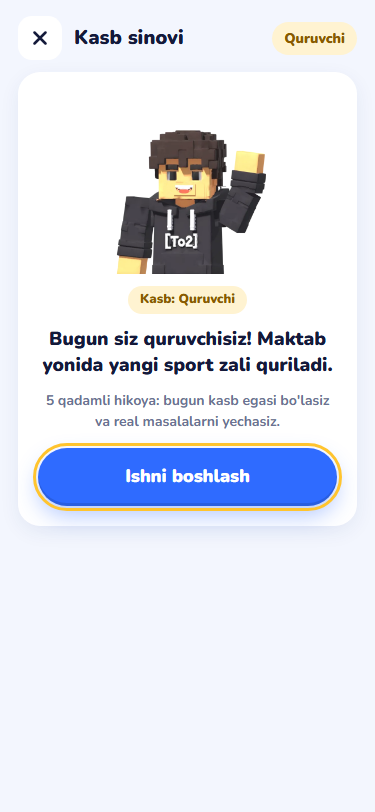 Kasb sinovi
Quruvchi
[To2]
Kasb: Quruvchi
Bugun siz quruvchisiz! Maktab
yonida yangi sport zali quriladi.
5 qadamli hikoya: bugun kasb egasi bo'lasiz
va real masalalarni yechasiz.
Ishni boshlash